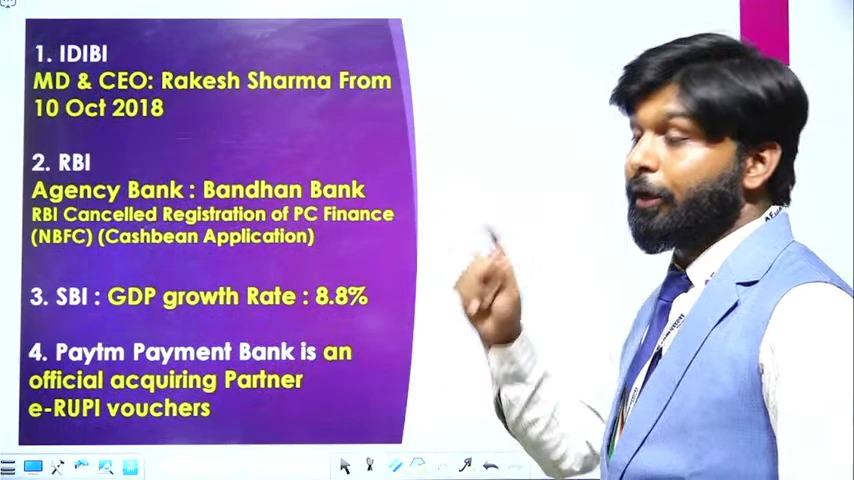 1. IDIBI
MD & CEO: Rakesh Sharma From
10 Oct 2018
2. RBI
Agency Bank : Bandhan Bank
RBI Cancelled Registration of PC Finance
(NBFC) (Cashbean Application)
3. SBI : GDP growth Rate : 8.8%
4. Paytm Payment Bank is an
official acquiring Partner
e-RUPI vouchers